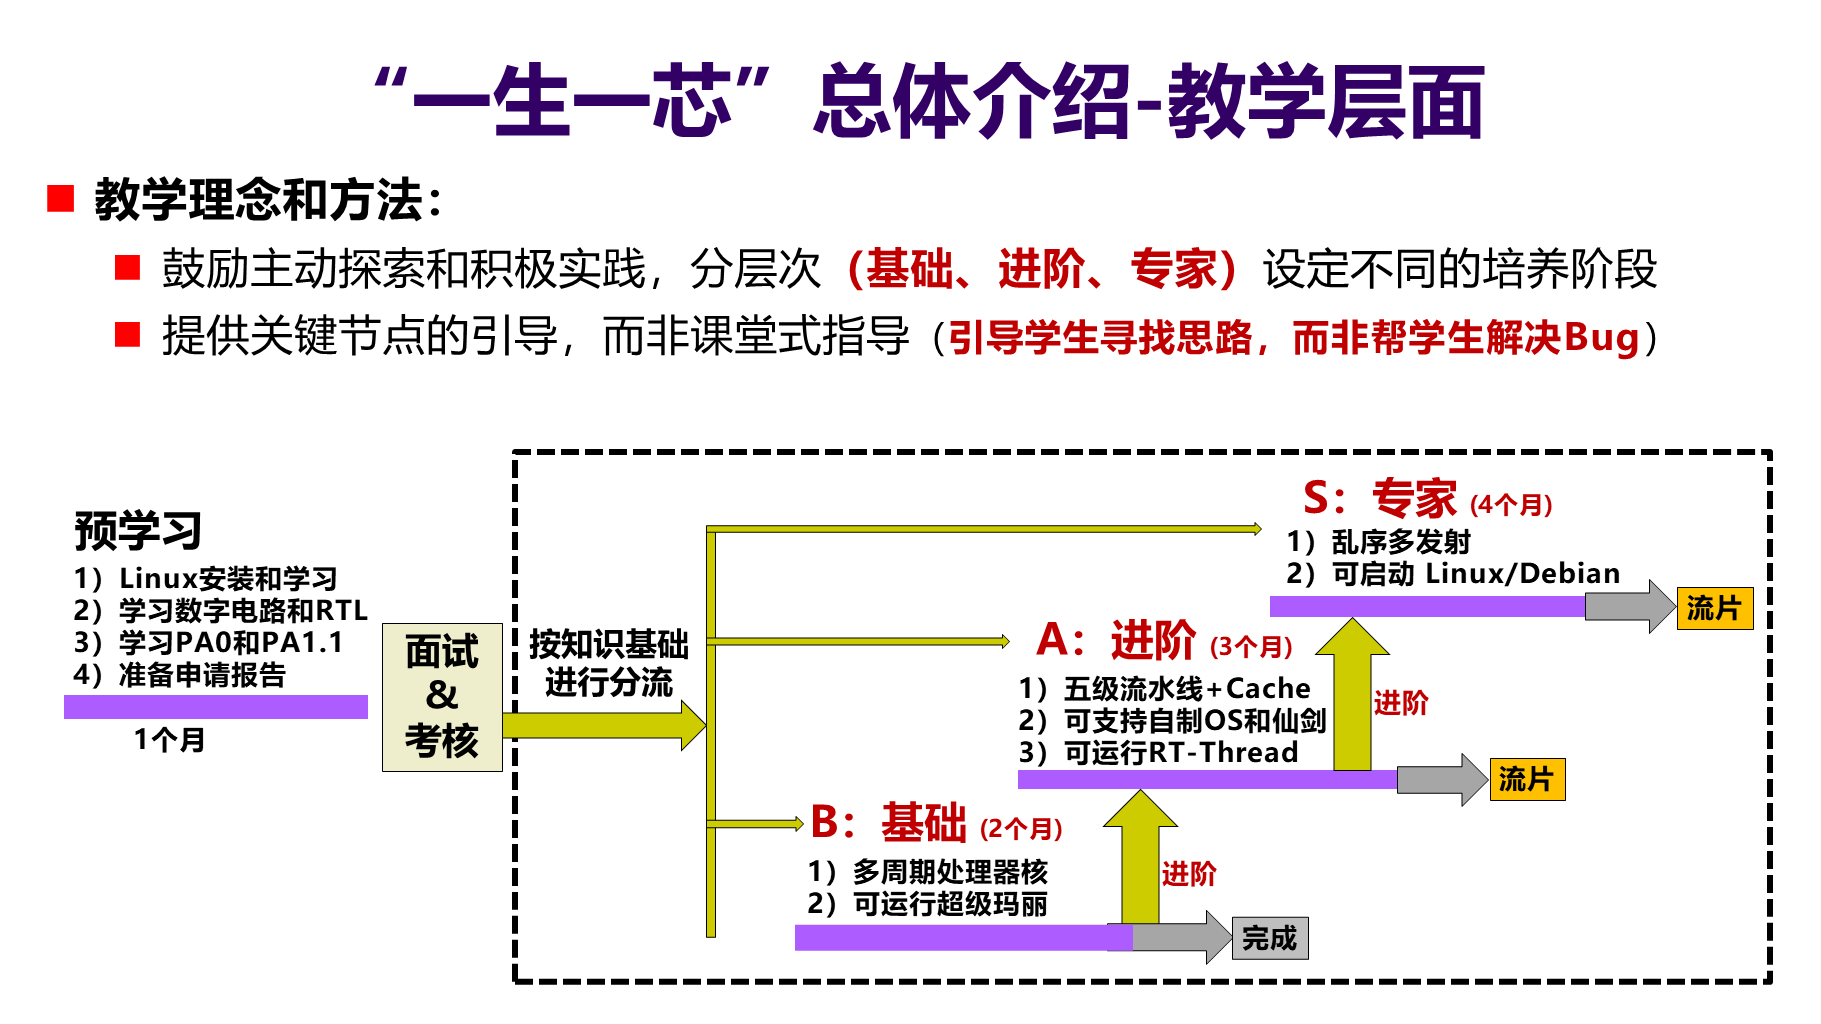 “一生一芯”总体介绍-教学层面
教学理念和方法：
鼓励主动探索和积极实践，分层次（基础、进阶、专家）设定不同的培养阶段
提供关键节点的引导，而非课堂式指导（引导学生寻找思路，而非帮学生解决Bug）
预学习
1）Linux安装和学习
2）学习数字电路和RTL
3）学习PA0和PA1.1
4）准备申请报告
1个月
面试
&
考核
按知识基础
进行分流
S：专家 (4个月)
1）乱序多发射
2）可启动 Linux/Debian
流片
A：进阶 (3个月)
1）五级流水线+Cache
2）可支持自制OS和仙剑
3）可运行RT-Thread
进阶
流片
B：基础 (2个月)
1）多周期处理器核
2）可运行超级玛丽
进阶
完成